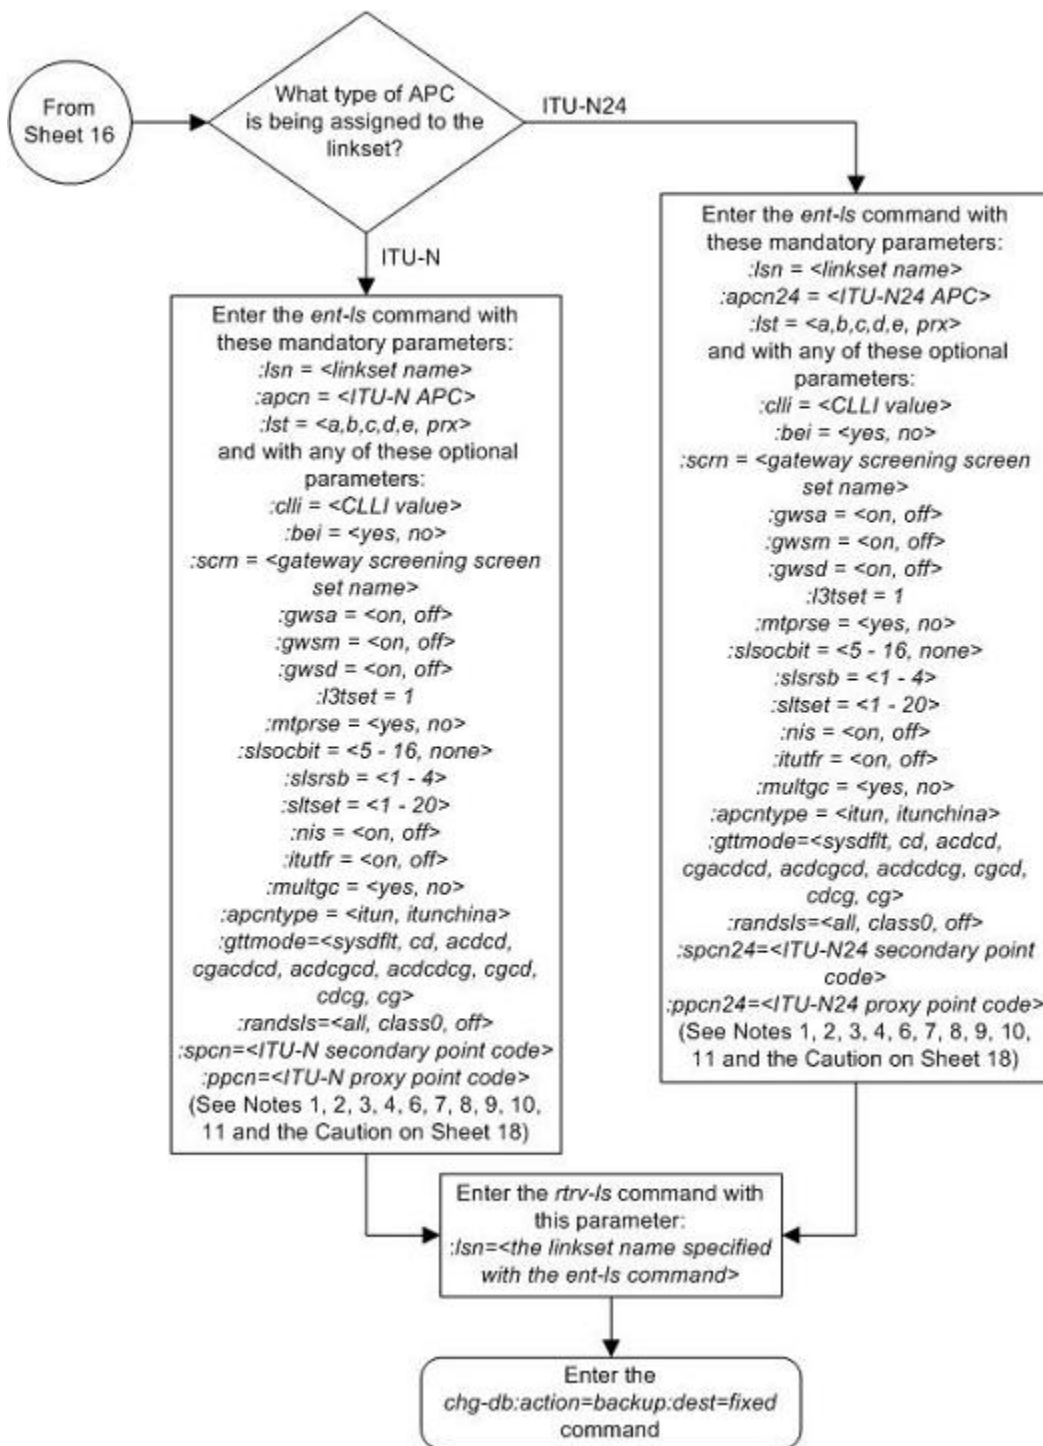 From
Sheet 16
What type of APC
is being assigned to the
linkset?
ITU-N24
ITU-N
Enter the ent-ls command with
these mandatory parameters:
:lsn = <linkset name>
:apcn = <ITU-N APC>
:lst = <a,b,c,d,e, prx>
and with any of these optional
parameters:
:clli = <CLLI value>
:bei = <yes, no>
:scrn = <gateway screening screen
set name>
:gwsa = <on, off>
:gwsm = <on, off>
:gwsd = <on, off>
:l3tset = 1
:mtprse = <yes, no>
:slsocbit = <5 - 16, none>
:slsrsb = <1 - 4>
:sltset = <1 - 20>
:nis = <on, off>
:itutfr = <on, off>
:multgc = <yes, no>
:apcntype = <itun, itunchina>
:gttmode=<sysdflt, cd, acdcd,
cgacdcd, acdcgcd, acdcdcg, cgcd,
cdcg, cg>
:randsls=<all, class0, off>
:spcn=<ITU-N secondary point code>
:ppcn=<ITU-N proxy point code>
(See Notes 1, 2, 3, 4, 6, 7, 8, 9, 10,
11 and the Caution on Sheet 18)
Enter the ent-ls command with
these mandatory parameters:
:lsn = <linkset name>
:apcn24 = <ITU-N24 APC>
:lst = <a,b,c,d,e, prx>
and with any of these optional
parameters:
:clli = <CLLI value>
:bei = <yes, no>
:scrn = <gateway screening screen
set name>
:gwsa = <on, off>
:gwsm = <on, off>
:gwsd = <on, off>
:l3tset = 1
:mtprse = <yes, no>
:slsocbit = <5 - 16, none>
:slsrsb = <1 - 4>
:sltset = <1 - 20>
:nis = <on, off>
:itutfr = <on, off>
:multgc = <yes, no>
:apcntype = <itun, itunchina>
:gttmode=<sysdflt, cd, acdcd,
cgacdcd, acdcgcd, acdcdcg, cgcd,
cdcg, cg>
:randsls=<all, class0, off>
:spcn24=<ITU-N24 secondary point
code>
:ppcn24=<ITU-N24 proxy point code>
(See Notes 1, 2, 3, 4, 6, 7, 8, 9, 10,
11 and the Caution on Sheet 18)
Enter the rtrv-ls command with
this parameter:
:lsn=<the linkset name specified
with the ent-ls command>
Enter the
chg-db:action=backup:dest=fixed
command